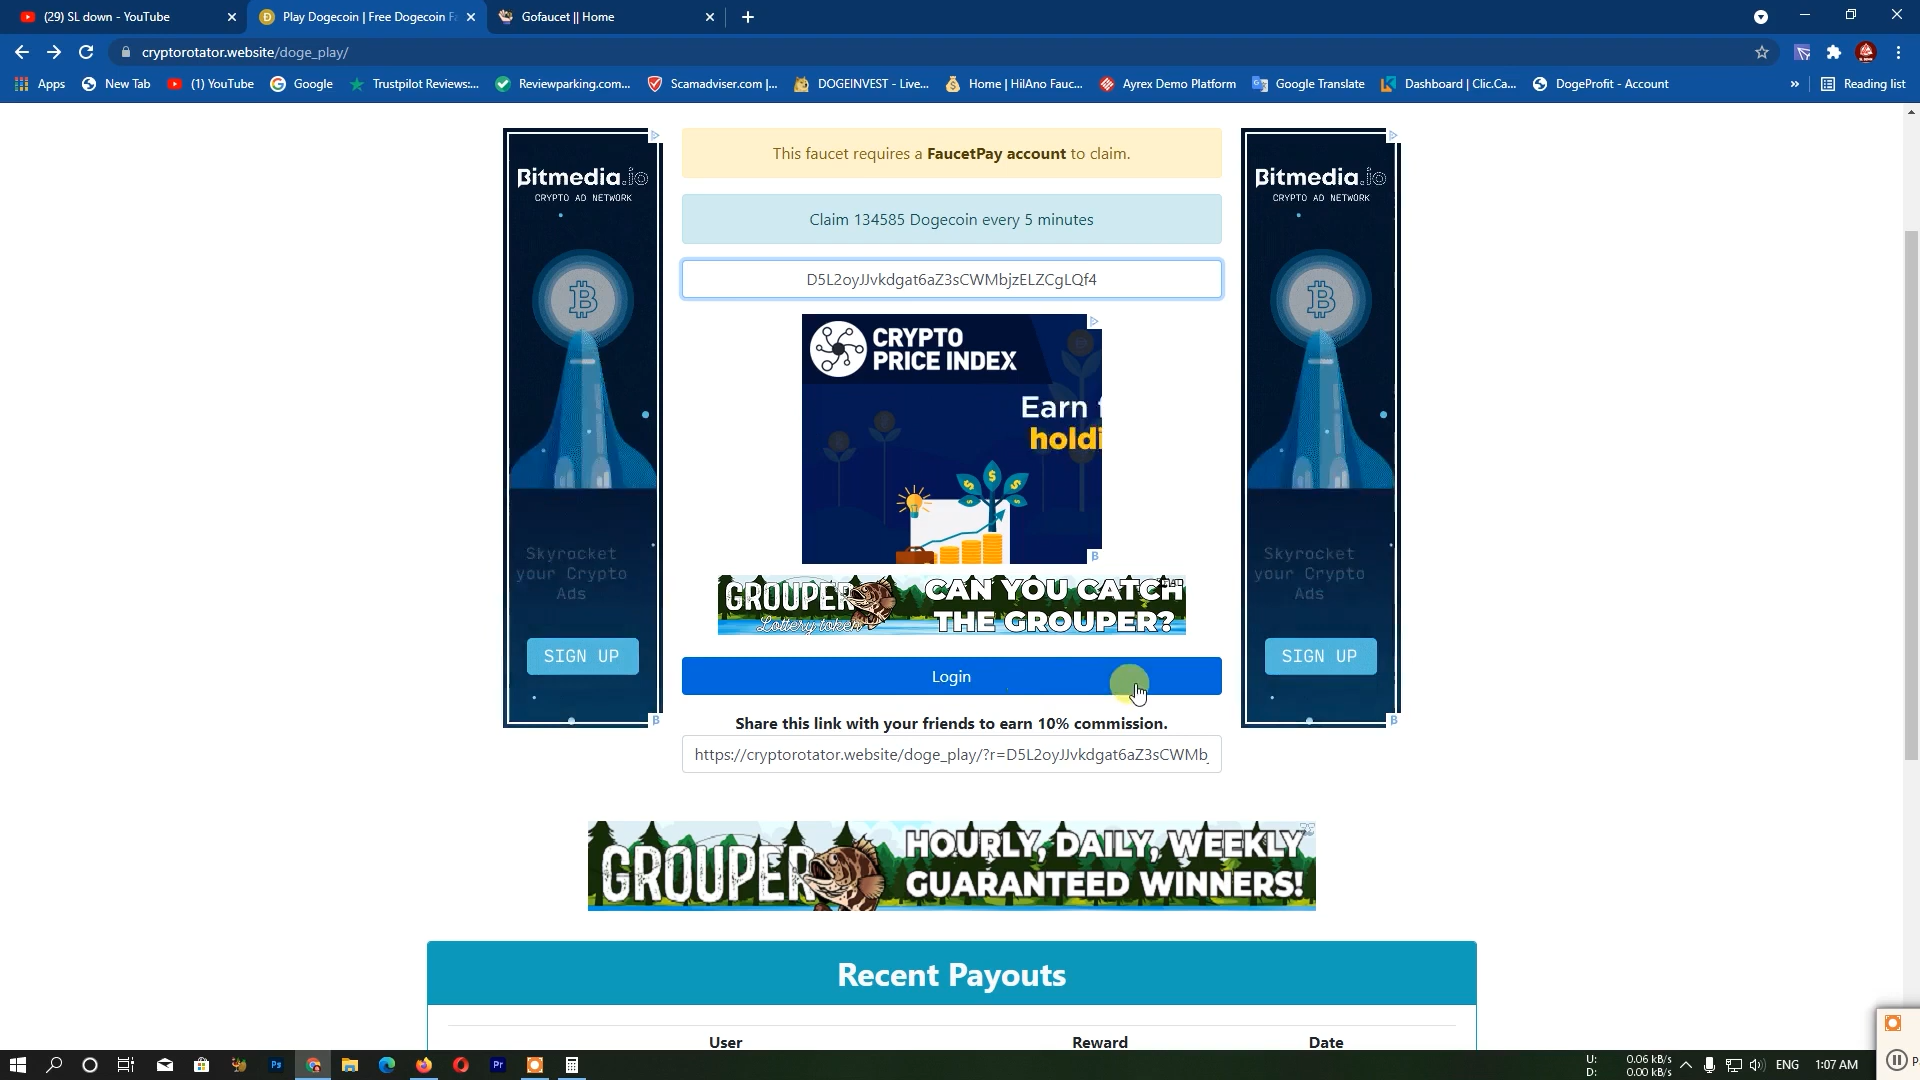 (29) SL down - YouTube
Play Dogecoin | Free Dogecoin F
Gofaucet || Home
cryptorotator.website/doge_play/
Apps
New Tab
(1) YouTube
Google
Trustpilot Reviews:...
Reviewparking.com...
Scamadviser.com |...
DOGEINVEST - Live...
Home | HilAno Fauc...
Ayrex Demo Platform
Google Translate
Dashboard | Clic.Ca...
DogeProfit - Account
»
Reading list
Bitmedia.io
CRYPTO AD NETWORK
Skyrocket
your Crypto
Ads
SIGN UP
This faucet requires a FaucetPay account to claim.
Claim 134585 Dogecoin every 5 minutes
D5L2oyJJvkdgat6aZ3sCWMbjzELZCgLQf4
CRYPTO
PRICE INDEX
Earn f
holdi
GROUPER
Lottery token
CAN YOU CATCH
THE GROUPER?
Login
Share this link with your friends to earn 10% commission.
https://cryptorotator.website/doge_play/?r=D5L2oyJJvkdgat6aZ3sCWMb
Bitmedia.io
CRYPTO AD NETWORK
Skyrocket
your Crypto
Ads
SIGN UP
GROUPER
HOURLY, DAILY, WEEKLY
GUARANTEED WINNERS!
Recent Payouts
User
Reward
Date
Ps
Pr
U: 0.06 kB/s
D: 0.00 kB/s
ENG
1:07 AM
P